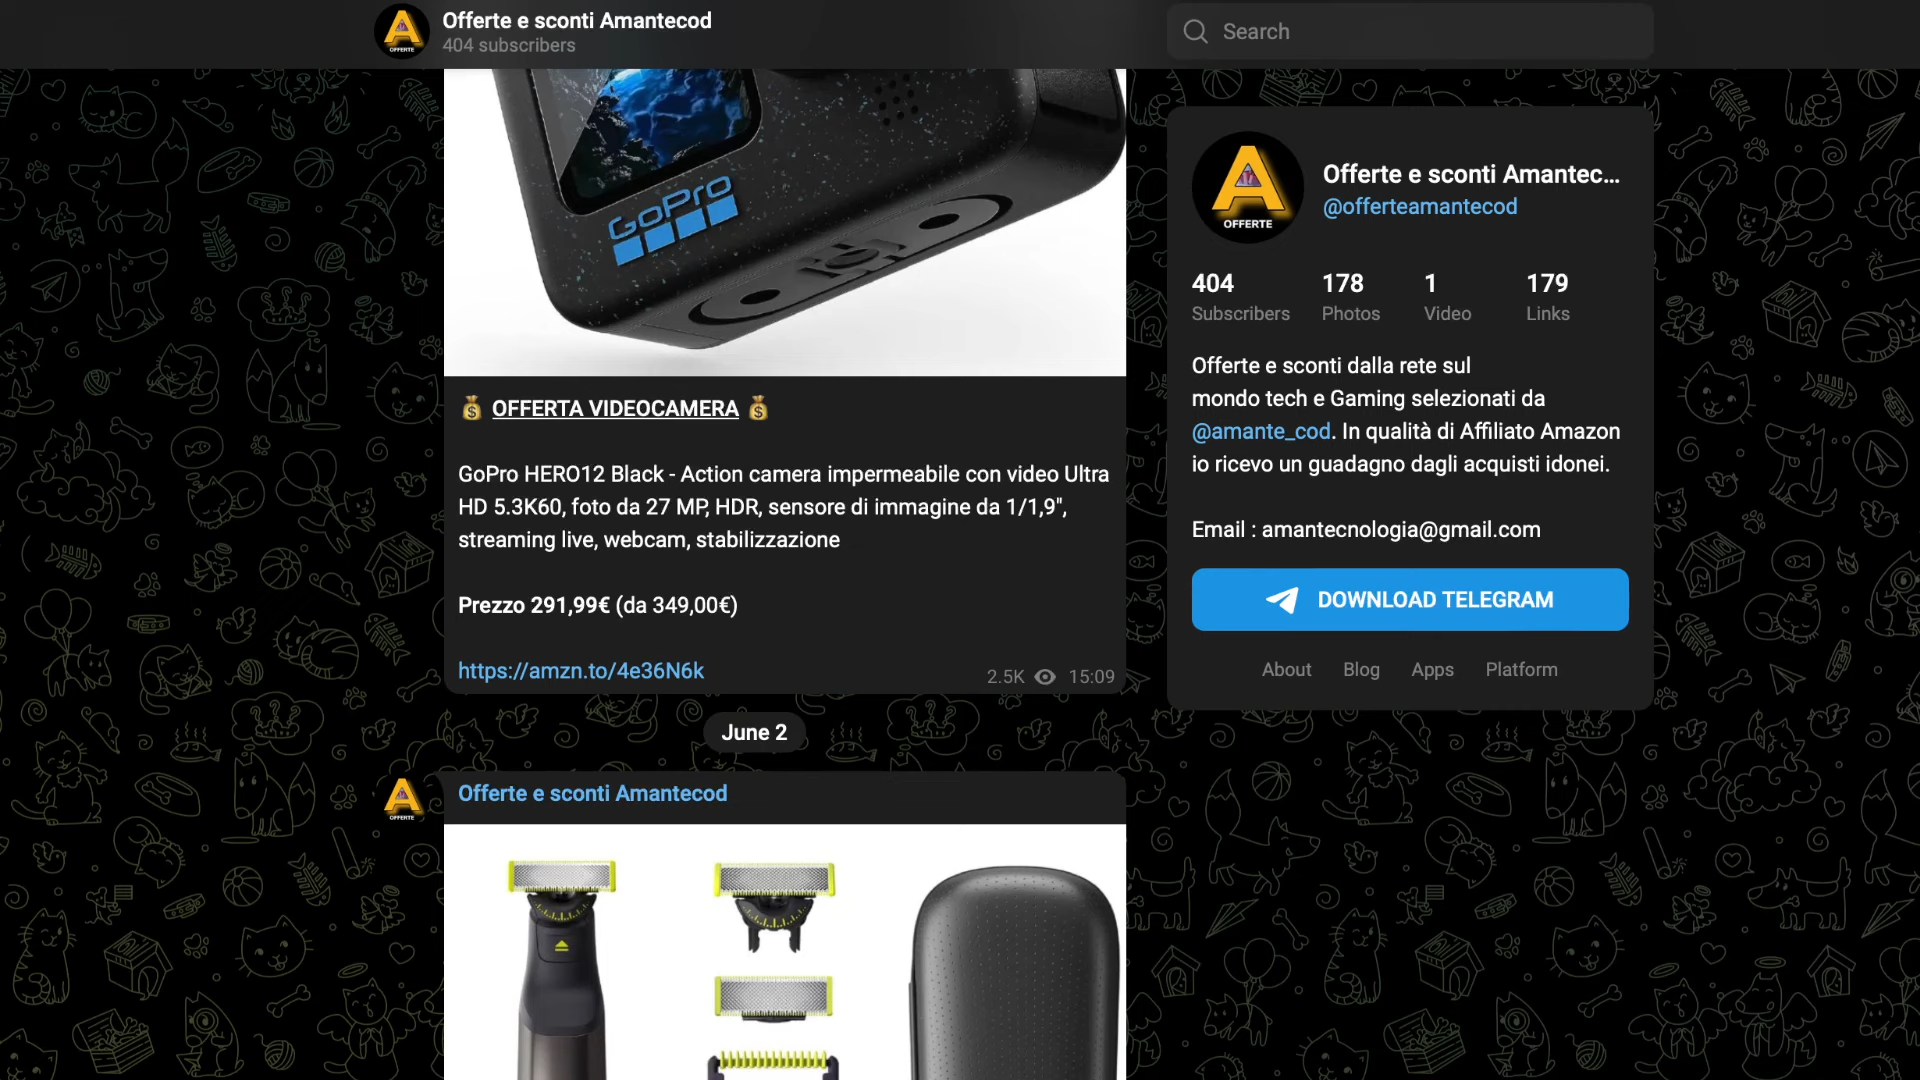 Offerte e sconti Amantecod
404 subscribers
Search
GoPro
💰 OFFERTA VIDEOCAMERA 💰
GoPro HERO12 Black - Action camera impermeabile con video Ultra
HD 5.3K60, foto da 27 MP, HDR, sensore di immagine da 1/1,9",
streaming live, webcam, stabilizzazione
Prezzo 291,99€ (da 349,00€)
https://amzn.to/4e36N6k
2.5K 15:09
June 2
OFFERTE
Offerte e sconti Amantecod
OFFERTE
OFFERTE
Offerte e sconti Amantec...
@offerteamantecod
404 178 1 179
Subscribers Photos Video Links
Offerte e sconti dalla rete sul
mondo tech e Gaming selezionati da
@amante_cod. In qualità di Affiliato Amazon
io ricevo un guadagno dagli acquisti idonei.
Email : amantecnologia@gmail.com
DOWNLOAD TELEGRAM
About Blog Apps Platform